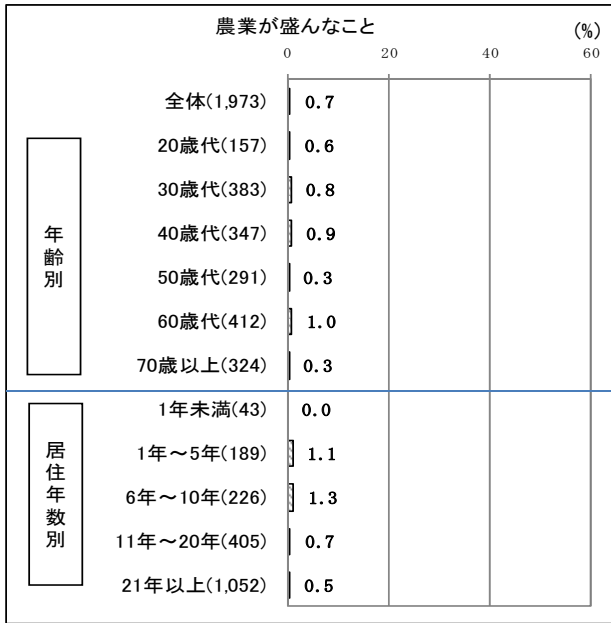 農業が盛んなこと
(%)
0 20 40 60
全体(1,973) 0.7
年齢別
20歳代(157) 0.6
30歳代(383) 0.8
40歳代(347) 0.9
50歳代(291) 0.3
60歳代(412) 1.0
70歳以上(324) 0.3
居住年数別
1年未満(43) 0.0
1年～5年(189) 1.1
6年～10年(226) 1.3
11年～20年(405) 0.7
21年以上(1,052) 0.5